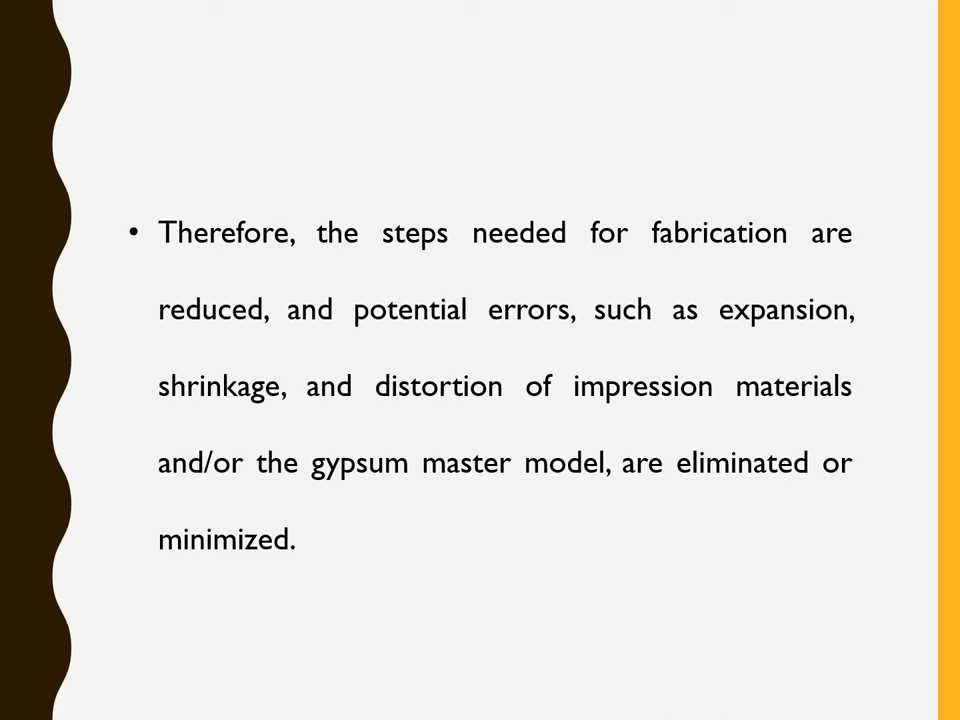 • Therefore, the steps needed for fabrication are
reduced, and potential errors, such as expansion,
shrinkage, and distortion of impression materials
and/or the gypsum master model, are eliminated or
minimized.